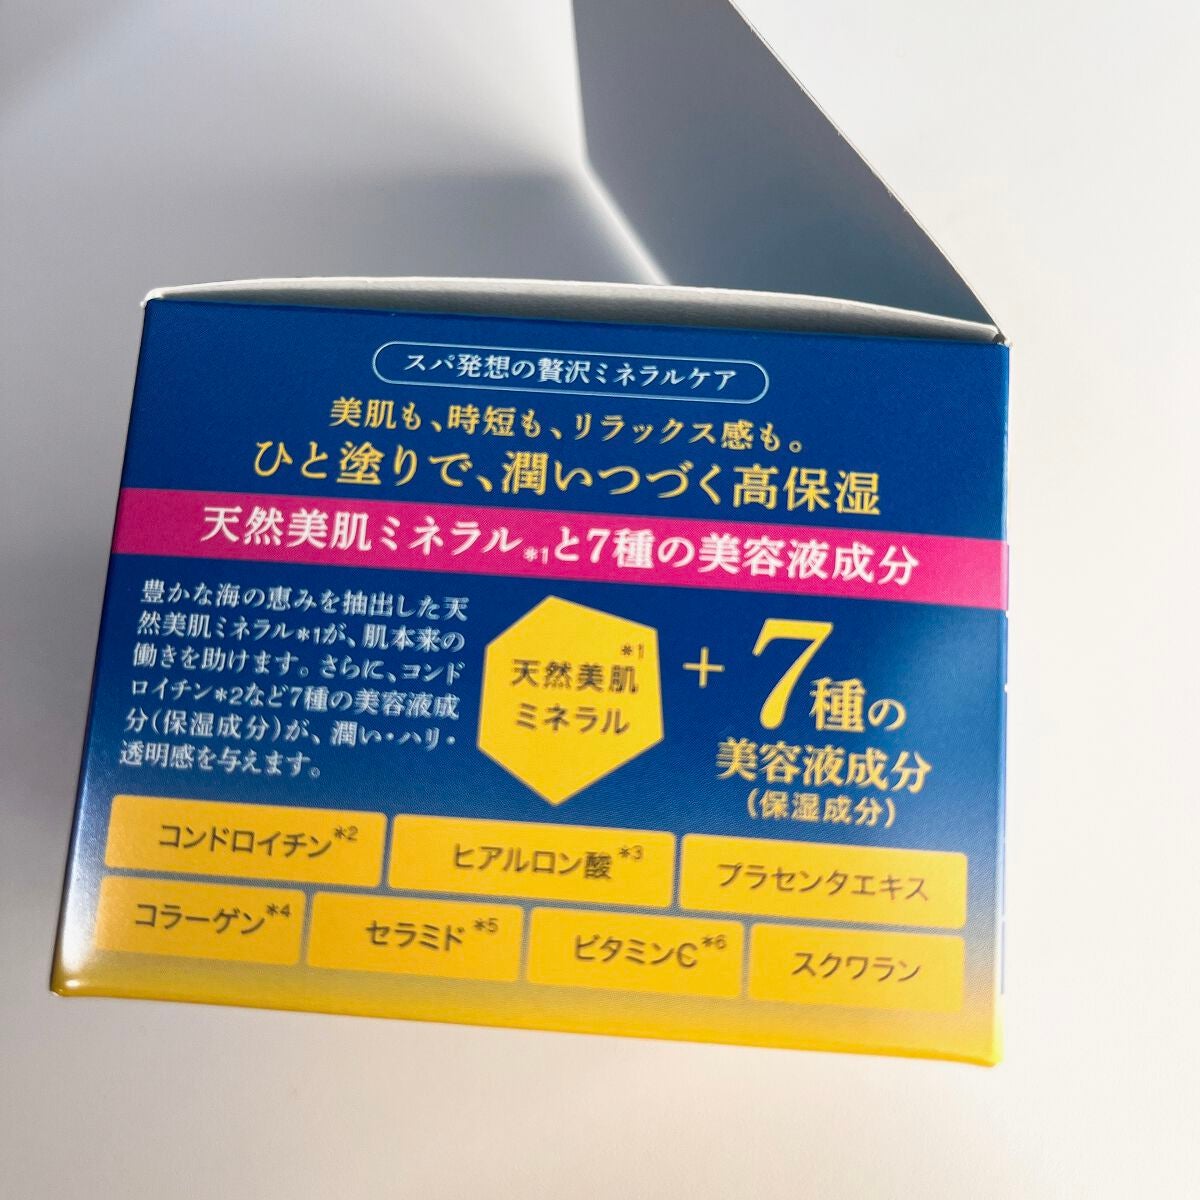 スパ発想の贅沢ミネラルケア
美肌も、時短も、リラックス感も。
ひと塗りで、潤いつづく高保湿
天然美肌ミネラル*1と7種の美容液成分
豊かな海の恵みを抽出した天
然美肌ミネラル*1が、肌本来の
働きを助けます。さらに、コンド
ロイチン*2など7種の美容液成
分(保湿成分)が、潤い・ハリ・
透明感を与えます。
*1
天然美肌
ミネラル
+
7種の
美容液成分
(保湿成分)
コンドロイチン*2
ヒアルロン酸*3
プラセンタエキス
コラーゲン*4
セラミド*5
ビタミンC*6
スクワラン